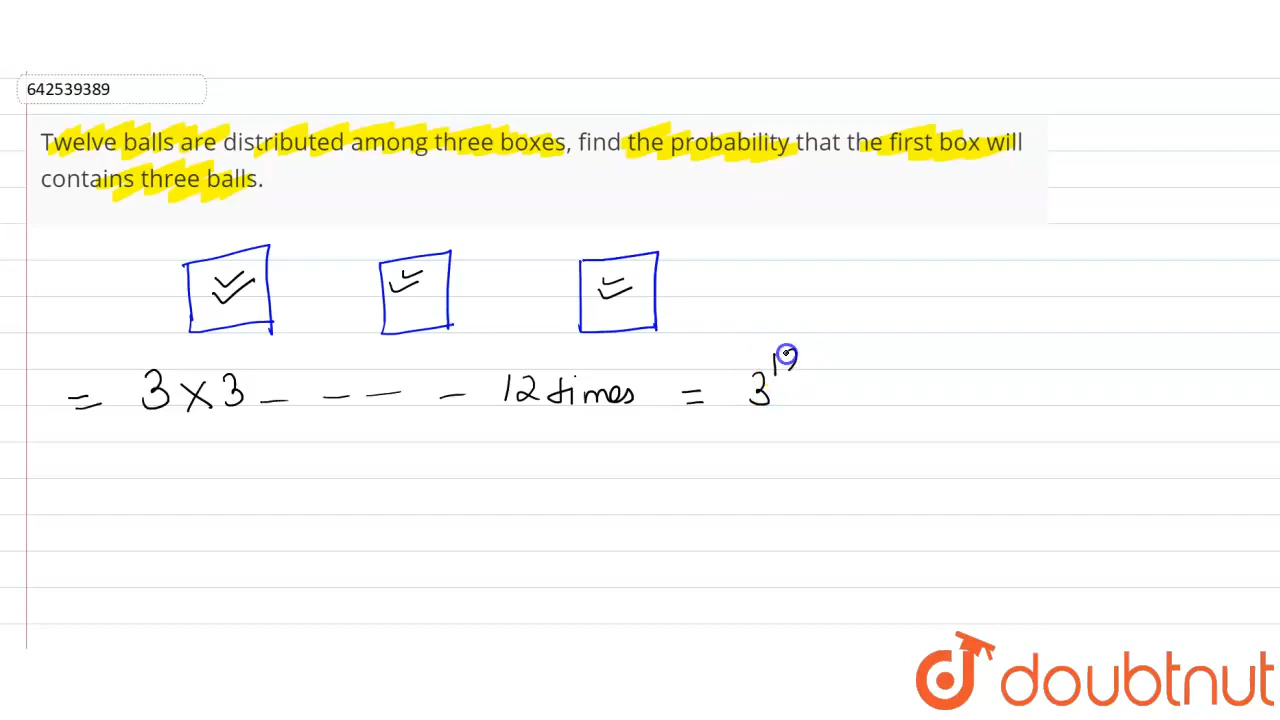 642539389
Twelve balls are distributed among three boxes, find the probability that the first box will
contains three balls.
= 3 × 3 - - - - 12 times = 3^12
doubtnut